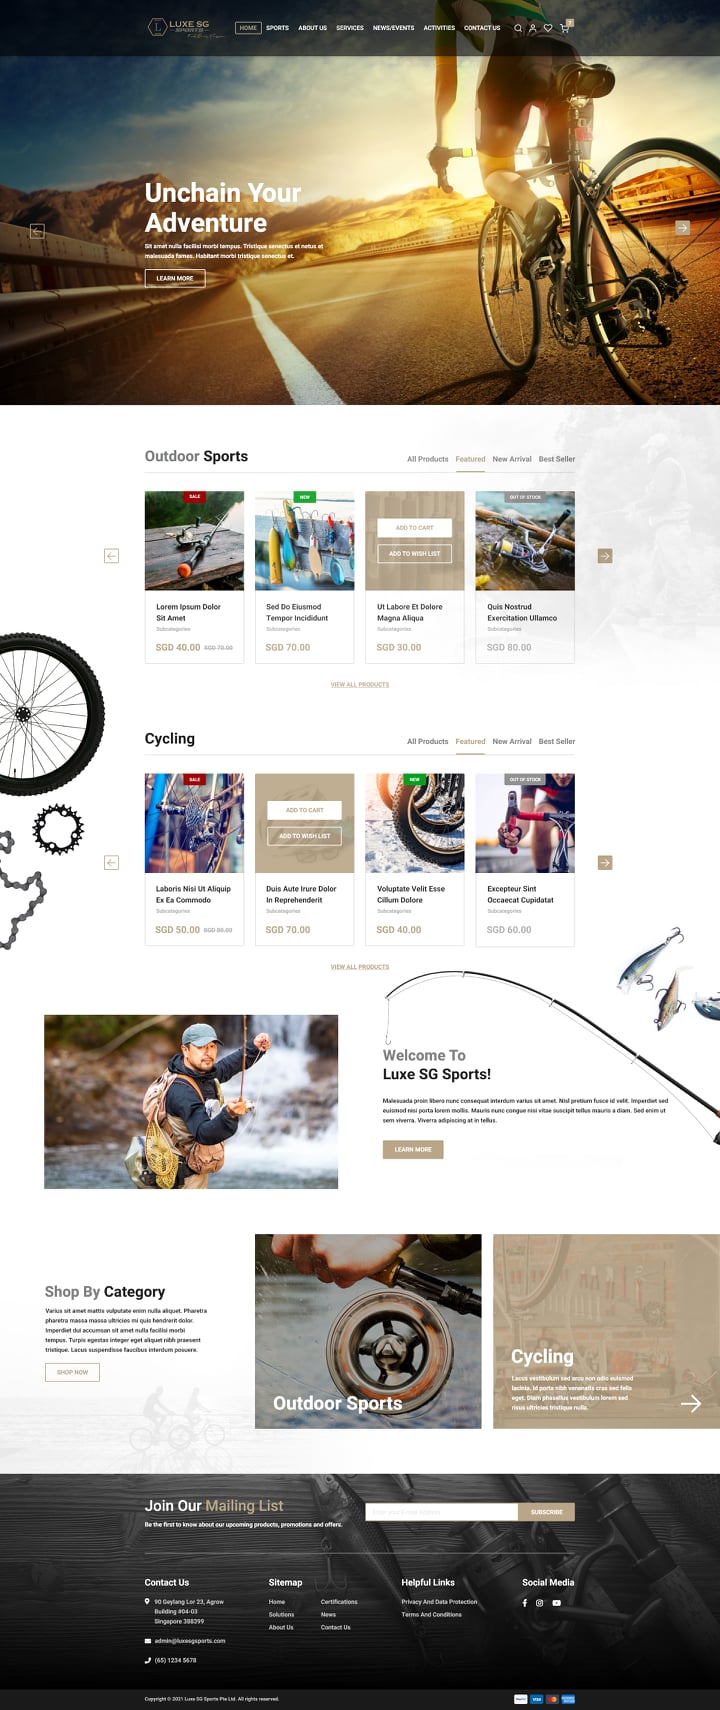 LUXE SG
SPORTS
HOME
SPORTS
ABOUT US
SERVICES
NEWS/EVENTS
ACTIVITIES
CONTACT US
7
Unchain Your
Adventure
Sit amet nulla facilisi morbi tempus. Tristique senectus et netus et
malesuada fames. Habitant morbi tristique senectus et.
LEARN MORE
Outdoor Sports
All Products
Featured
New Arrival
Best Seller
SALE
NEW
ADD TO CART
ADD TO WISH LIST
OUT OF STOCK
Lorem Ipsum Dolor
Sit Amet
Subcategories
SGD 40.00 SGD 70.00
Sed Do Eiusmod
Tempor Incididunt
Subcategories
SGD 70.00
Ut Labore Et Dolore
Magna Aliqua
Subcategories
SGD 30.00
Quis Nostrud
Exercitation Ullamco
Subcategories
SGD 80.00
VIEW ALL PRODUCTS
Cycling
All Products
Featured
New Arrival
Best Seller
SALE
ADD TO CART
ADD TO WISH LIST
NEW
OUT OF STOCK
Laboris Nisi Ut Aliquip
Ex Ea Commodo
Subcategories
SGD 50.00 SGD 90.00
Duis Aute Irure Dolor
In Reprehenderit
Subcategories
SGD 70.00
Voluptate Velit Esse
Cillum Dolore
Subcategories
SGD 40.00
Excepteur Sint
Occaecat Cupidatat
Subcategories
SGD 60.00
VIEW ALL PRODUCTS
Welcome To
Luxe SG Sports!
Malesuada proin libero nunc consequat interdum varius sit amet. Nisl pretium fusce id velit. Imperdiet sed
euismod nisi porta lorem mollis. Mauris nunc congue nisi vitae suscipit tellus mauris a diam. Sed enim ut
sem viverra. Viverra adipiscing at in tellus.
LEARN MORE
Shop By Category
Varius sit amet mattis vulputate enim nulla aliquet. Pharetra
pharetra massa massa ultricies mi quis hendrerit dolor.
Imperdiet dui accumsan sit amet nulla facilisi morbi
tempus. Turpis egestas integer eget aliquet nibh praesent
tristique. Lacus suspendisse faucibus interdum posuere.
SHOP NOW
Outdoor Sports
Cycling
Lacus vestibulum sed arcu non odio euismod
lacinia. Id porta nibh venenatis cras sed felis
eget. Diam phasellus vestibulum lorem sed
risus ultricies tristique nulla.
Join Our Mailing List
Be the first to know about our upcoming products, promotions and offers.
SUBSCRIBE
Contact Us
90 Geylang Lor 23, Agrow
Building #04-03
Singapore 388399
admin@luxesgsports.com
(65) 1234 5678
Sitemap
Home
Solutions
About Us
Certifications
News
Contact Us
Helpful Links
Privacy And Data Protection
Terms And Conditions
Social Media
Copyright © 2021 Luxe SG Sports Pte Ltd. All rights reserved.
PayPal
VISA